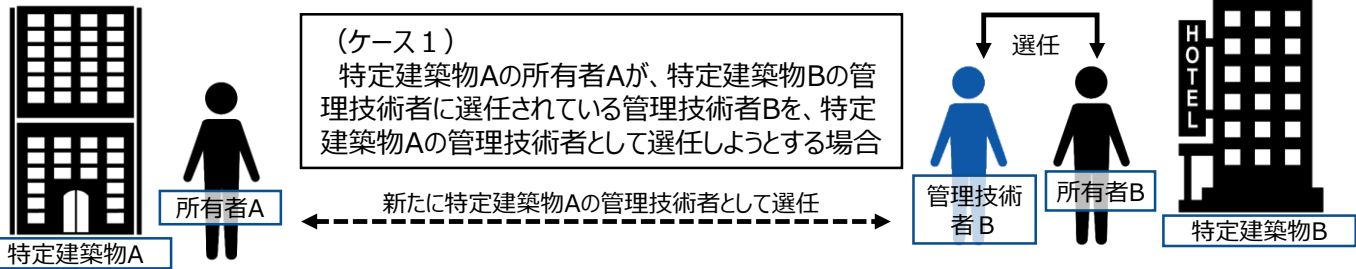 （ケース１）
特定建築物Aの所有者Aが、特定建築物Bの管
理技術者に選任されている管理技術者Bを、特定
建築物Aの管理技術者として選任しようとする場合
選任
HOTEL
所有者A
新たに特定建築物Aの管理技術者として選任
管理技術
者B
所有者B
特定建築物A
特定建築物B